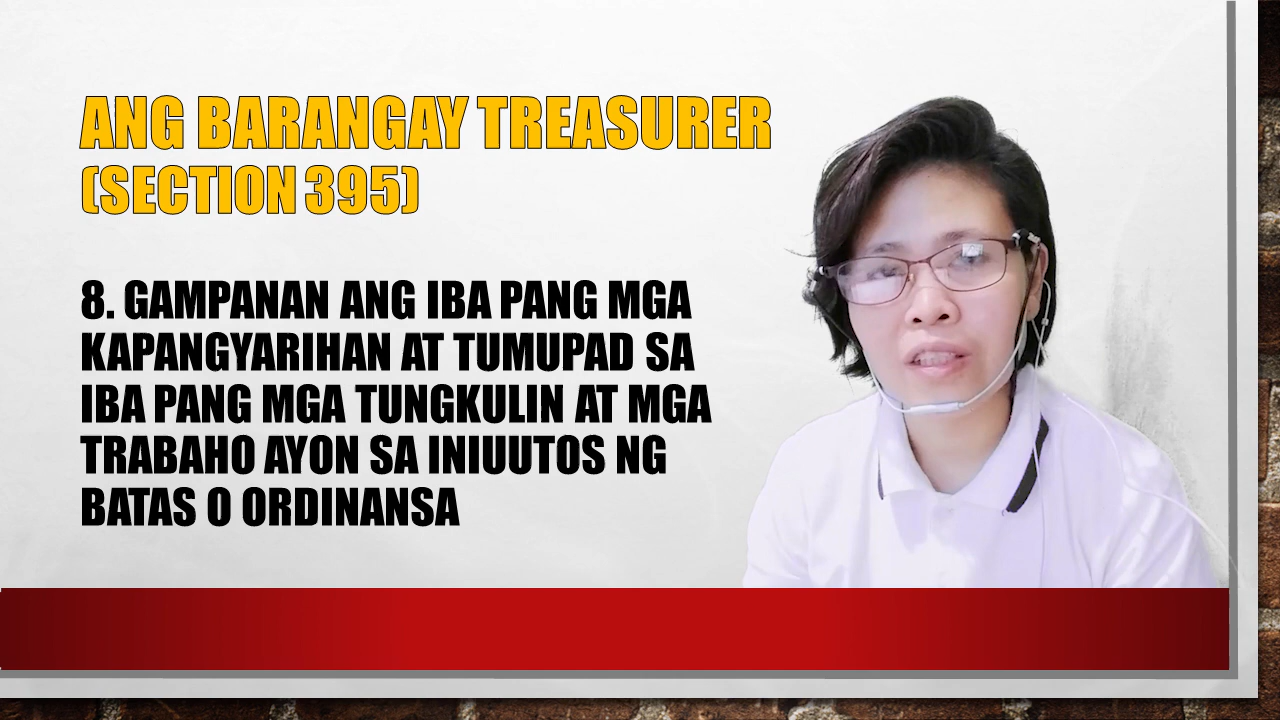 ANG BARANGAY TREASURER
(SECTION 395)
8. GAMPANAN ANG IBA PANG MGA
KAPANGYARIHAN AT TUMUPAD SA
IBA PANG MGA TUNGKULIN AT MGA
TRABAHO AYON SA INIUUTOS NG
BATAS O ORDINANSA